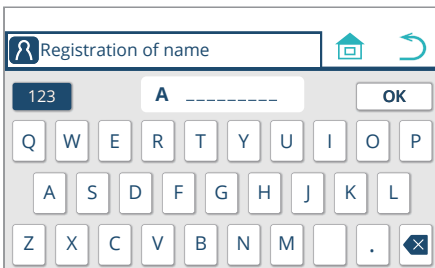 Registration of name
123 A _________ OK
Q W E R T Y U I O P
A S D F G H J K L
Z X C V B N M .